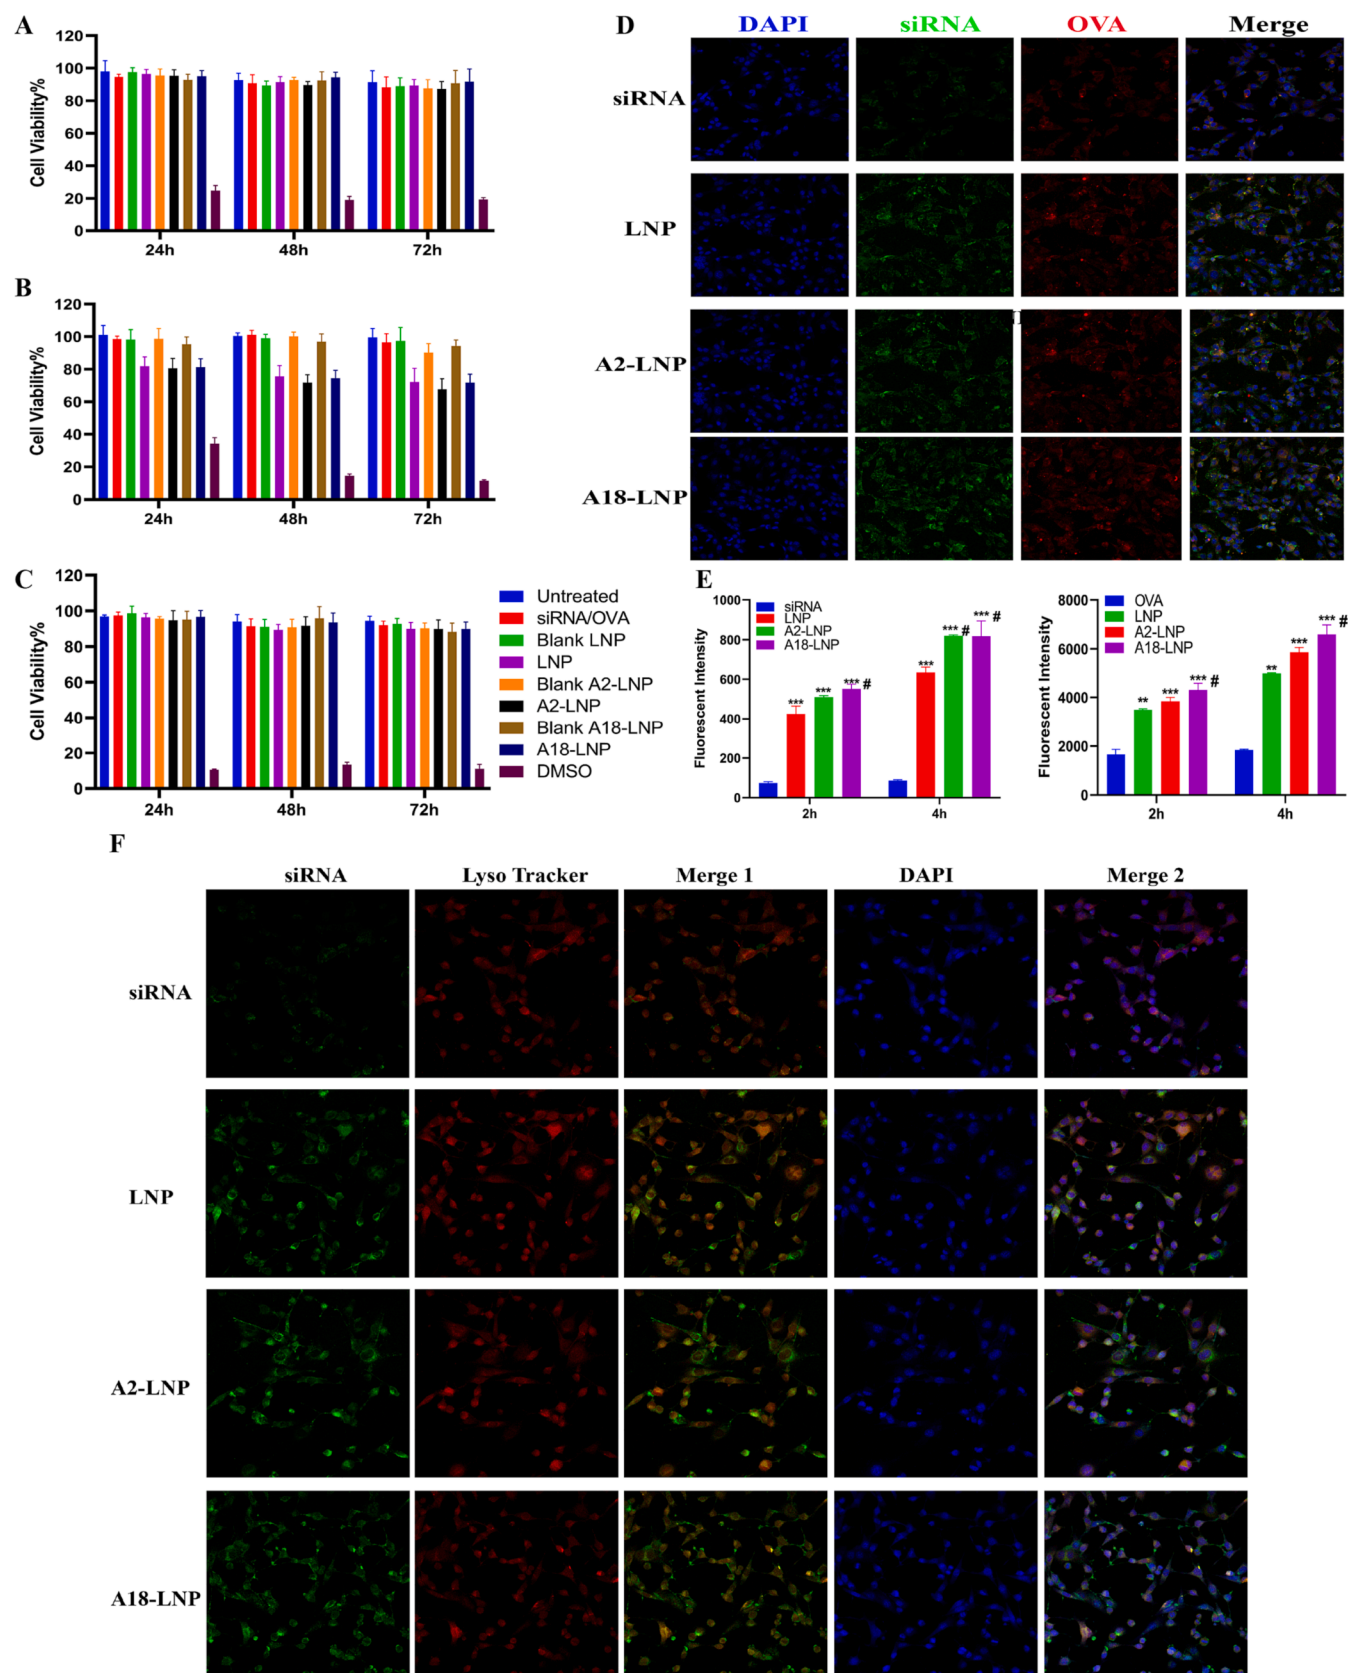 A
120
100
80
60
40
20
0
Cell Viability%
24h 48h 72h
B
120
100
80
60
40
20
0
Cell Viability%
24h 48h 72h
C
120
100
80
60
40
20
0
Cell Viability%
24h 48h 72h
Untreated
siRNA/OVA
Blank LNP
LNP
Blank A2-LNP
A2-LNP
Blank A18-LNP
A18-LNP
DMSO
D
DAPI siRNA OVA Merge
siRNA
LNP
A2-LNP
A18-LNP
E
1000
800
600
400
200
0
Fluorescent Intensity
siRNA
LNP
A2-LNP
A18-LNP
*** *** *** #
*** *** # *** #
2h 4h
8000
6000
4000
2000
0
Fluorescent Intensity
OVA
LNP
A2-LNP
A18-LNP
** *** *** #
** *** *** #
2h 4h
F
siRNA Lyso Tracker Merge 1 DAPI Merge 2
siRNA
LNP
A2-LNP
A18-LNP